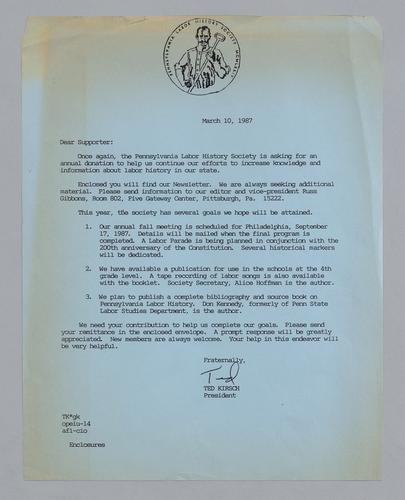 PENNSYLVANIA LABOR HISTORY SOCIETY
March 10, 1987
Dear Supporter:
Once again, the Pennsylvania Labor History Society is asking for an
annual donation to help us continue our efforts to increase knowledge and
information about labor history in our state.
Enclosed you will find our Newsletter. We are always seeking additional
material. Please send information to our editor and vice-president Russ
Gibbons, Room 802, Five Gateway Center, Pittsburgh, Pa. 15222.
This year, the society has several goals we hope will be attained.
1. Our annual fall meeting is scheduled for Philadelphia, September
17, 1987. Details will be mailed when the final program is
completed. A Labor Parade is being planned in conjunction with the
200th anniversary of the Constitution. Several historical markers
will be dedicated.
2. We have available a publication for use in the schools at the 4th
grade level. A tape recording of labor songs is also available
with the booklet. Society Secretary, Alice Hoffman is the author.
3. We plan to publish a complete bibliography and source book on
Pennsylvania Labor History. Don Kennedy, formerly of Penn State
Labor Studies Department, is the author.
We need your contribution to help us complete our goals. Please send
your remittance in the enclosed envelope. A prompt response will be greatly
appreciated. New members are always welcome. Your help in this endeavor will
be very helpful.
Fraternally,
Ted
TED KIRSCH
President
TK*gk
opeiu-14
afl-cio
Enclosures